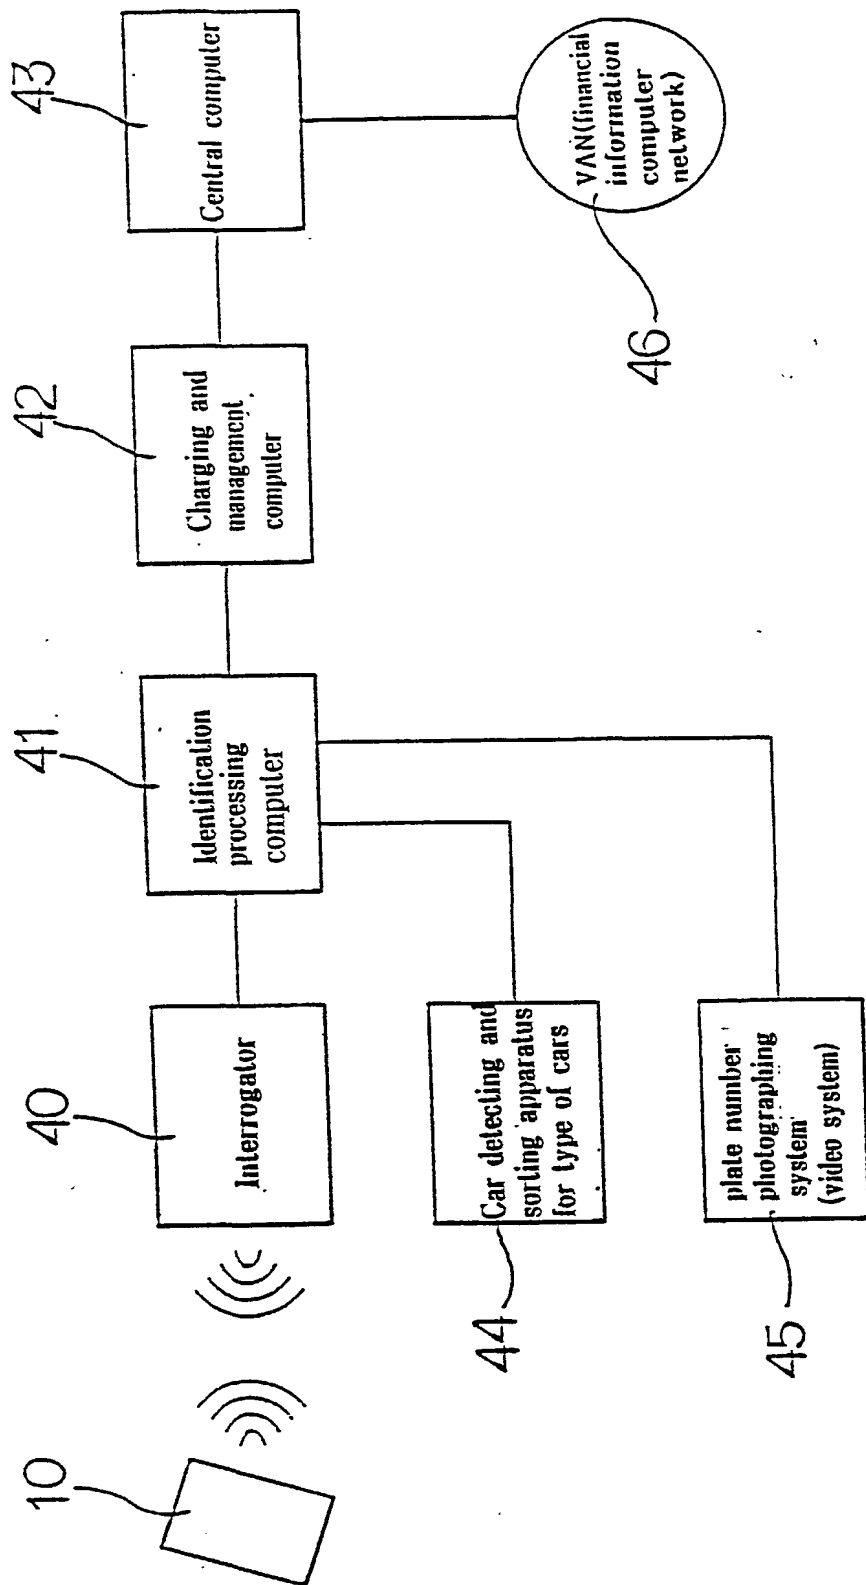 10
40
Interrogator
41
Identification
processing
computer
42
Charging and
management
computer
43
Central computer
44
Car detecting and
sorting apparatus
for type of cars
45
plate number
photographing
system
(video system)
46
VAN(financial
information
computer
network)